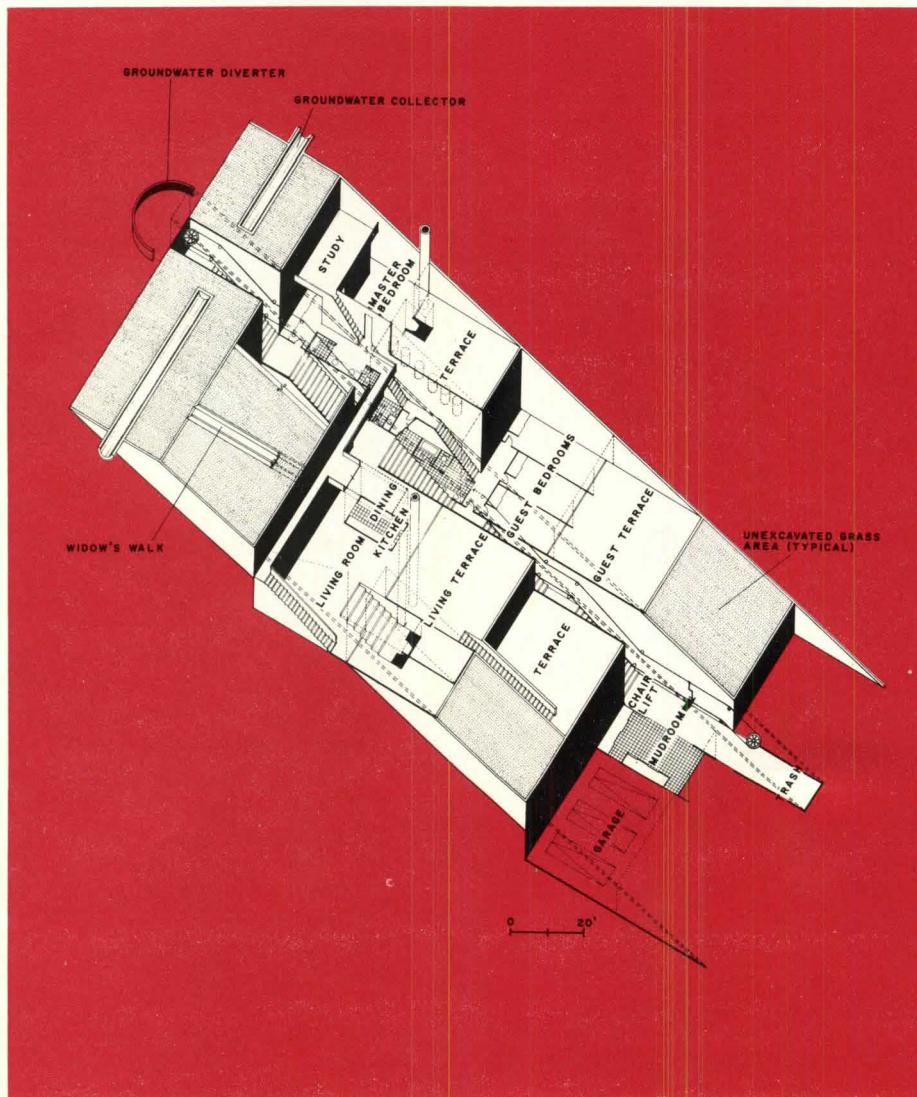 GROUNDWATER DIVERTER
GROUNDWATER COLLECTOR
STUDY
MASTER
BEDROOM
TERRACE
GUEST BEDROOMS
GUEST TERRACE
UNEXCAVATED GRASS
AREA (TYPICAL)
WIDOW'S WALK
LIVING ROOM
DINING
KITCHEN
LIVING TERRACE
TERRACE
CHAIR
LIFT
MUDROOM
TRASH
GARAGE
0 20'